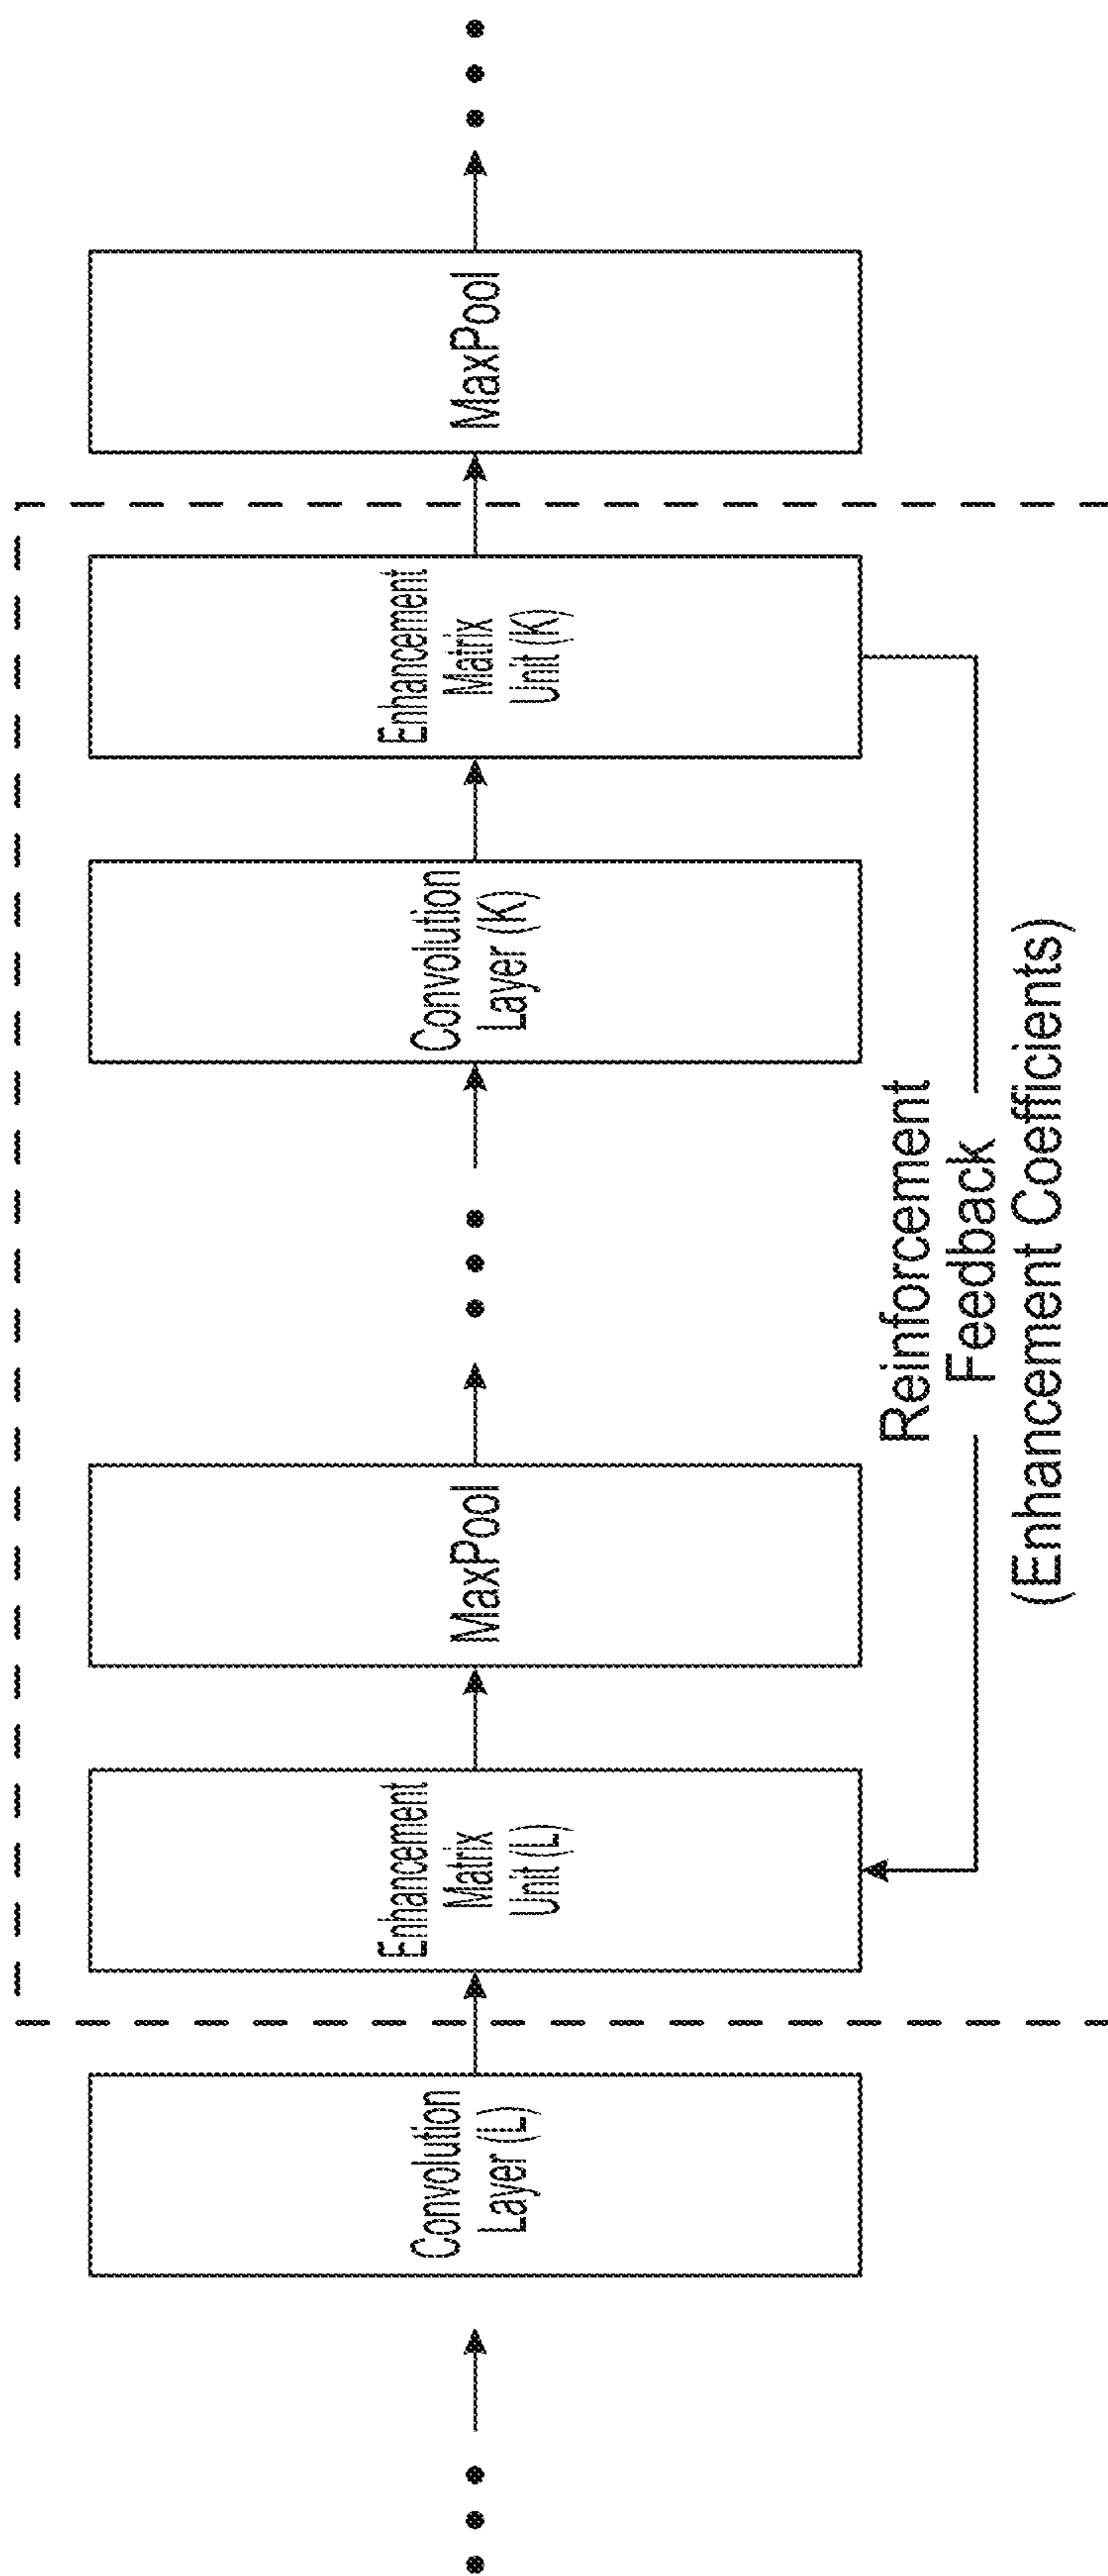 Convolution
Layer (L)
Enhancement
Matrix
Unit (L)
MaxPool
Convolution
Layer (K)
Enhancement
Matrix
Unit (K)
MaxPool
Reinforcement
Feedback
(Enhancement Coefficients)